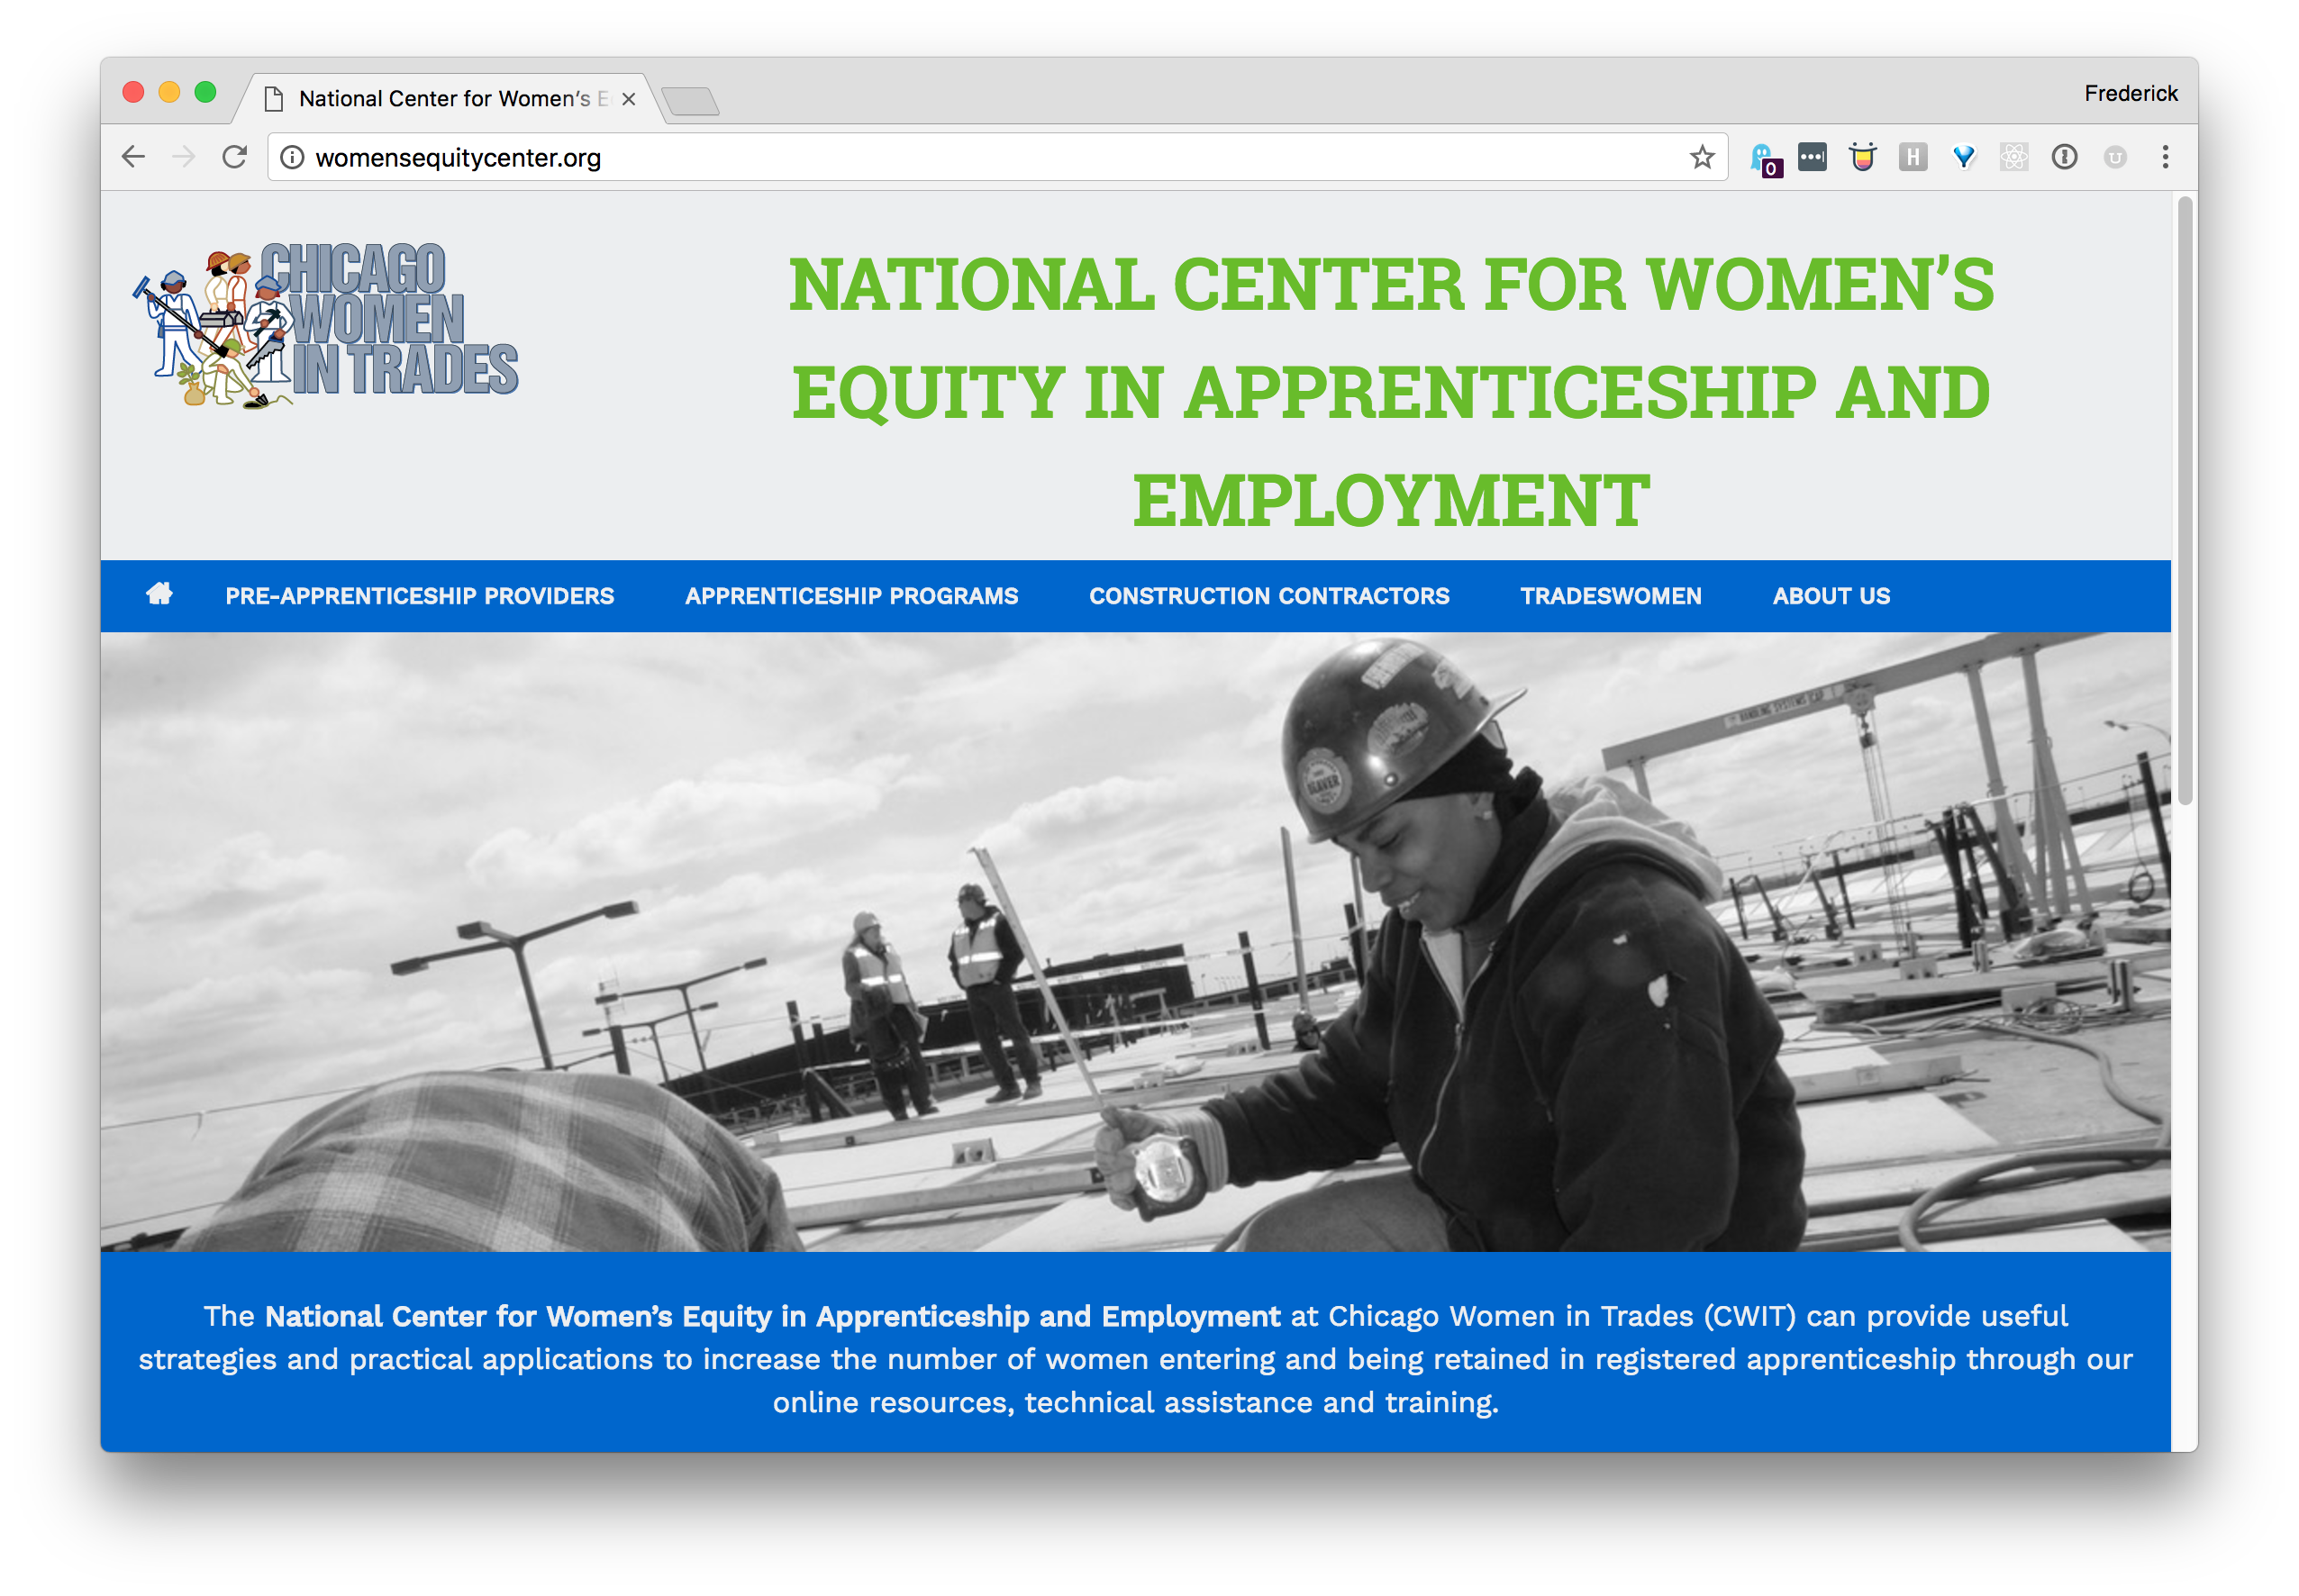 National Center for Women's E
Frederick
womensequitycenter.org
0
H
CHICAGO
WOMEN
IN TRADES
NATIONAL CENTER FOR WOMEN’S
EQUITY IN APPRENTICESHIP AND
EMPLOYMENT
PRE-APPRENTICESHIP PROVIDERS APPRENTICESHIP PROGRAMS CONSTRUCTION CONTRACTORS TRADESWOMEN ABOUT US
BEAVER
The National Center for Women’s Equity in Apprenticeship and Employment at Chicago Women in Trades (CWIT) can provide useful
strategies and practical applications to increase the number of women entering and being retained in registered apprenticeship through our
online resources, technical assistance and training.